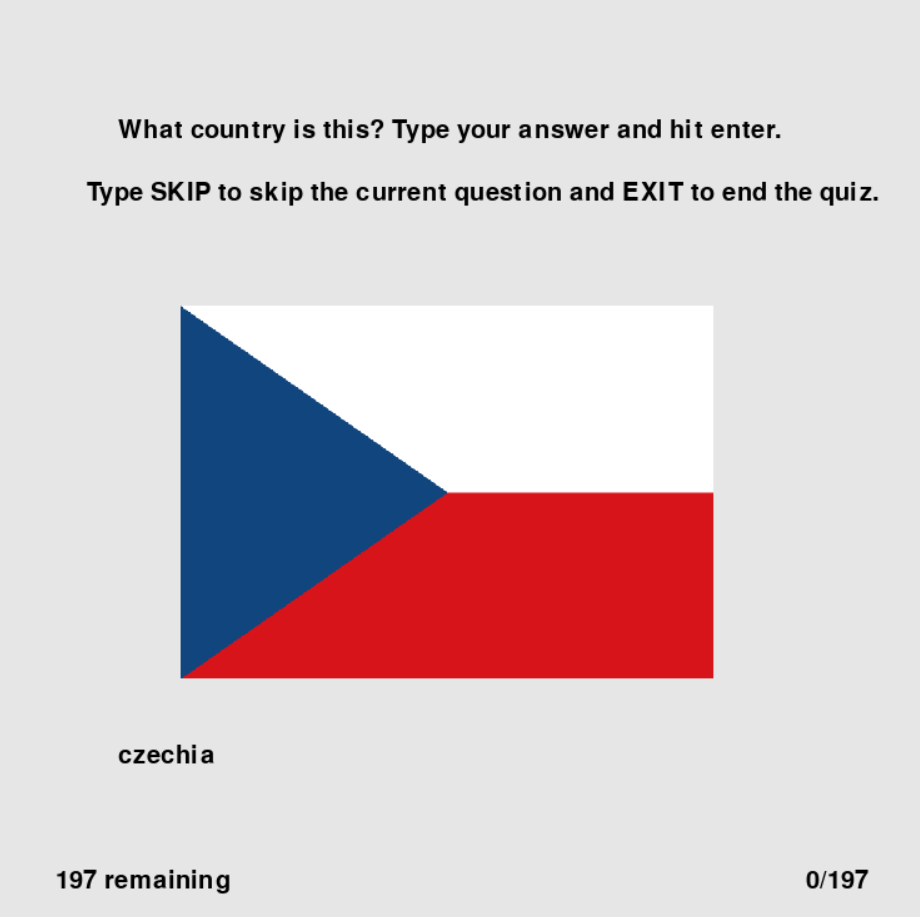 What country is this? Type your answer and hit enter.
Type SKIP to skip the current question and EXIT to end the quiz.
czechia
197 remaining
0/197